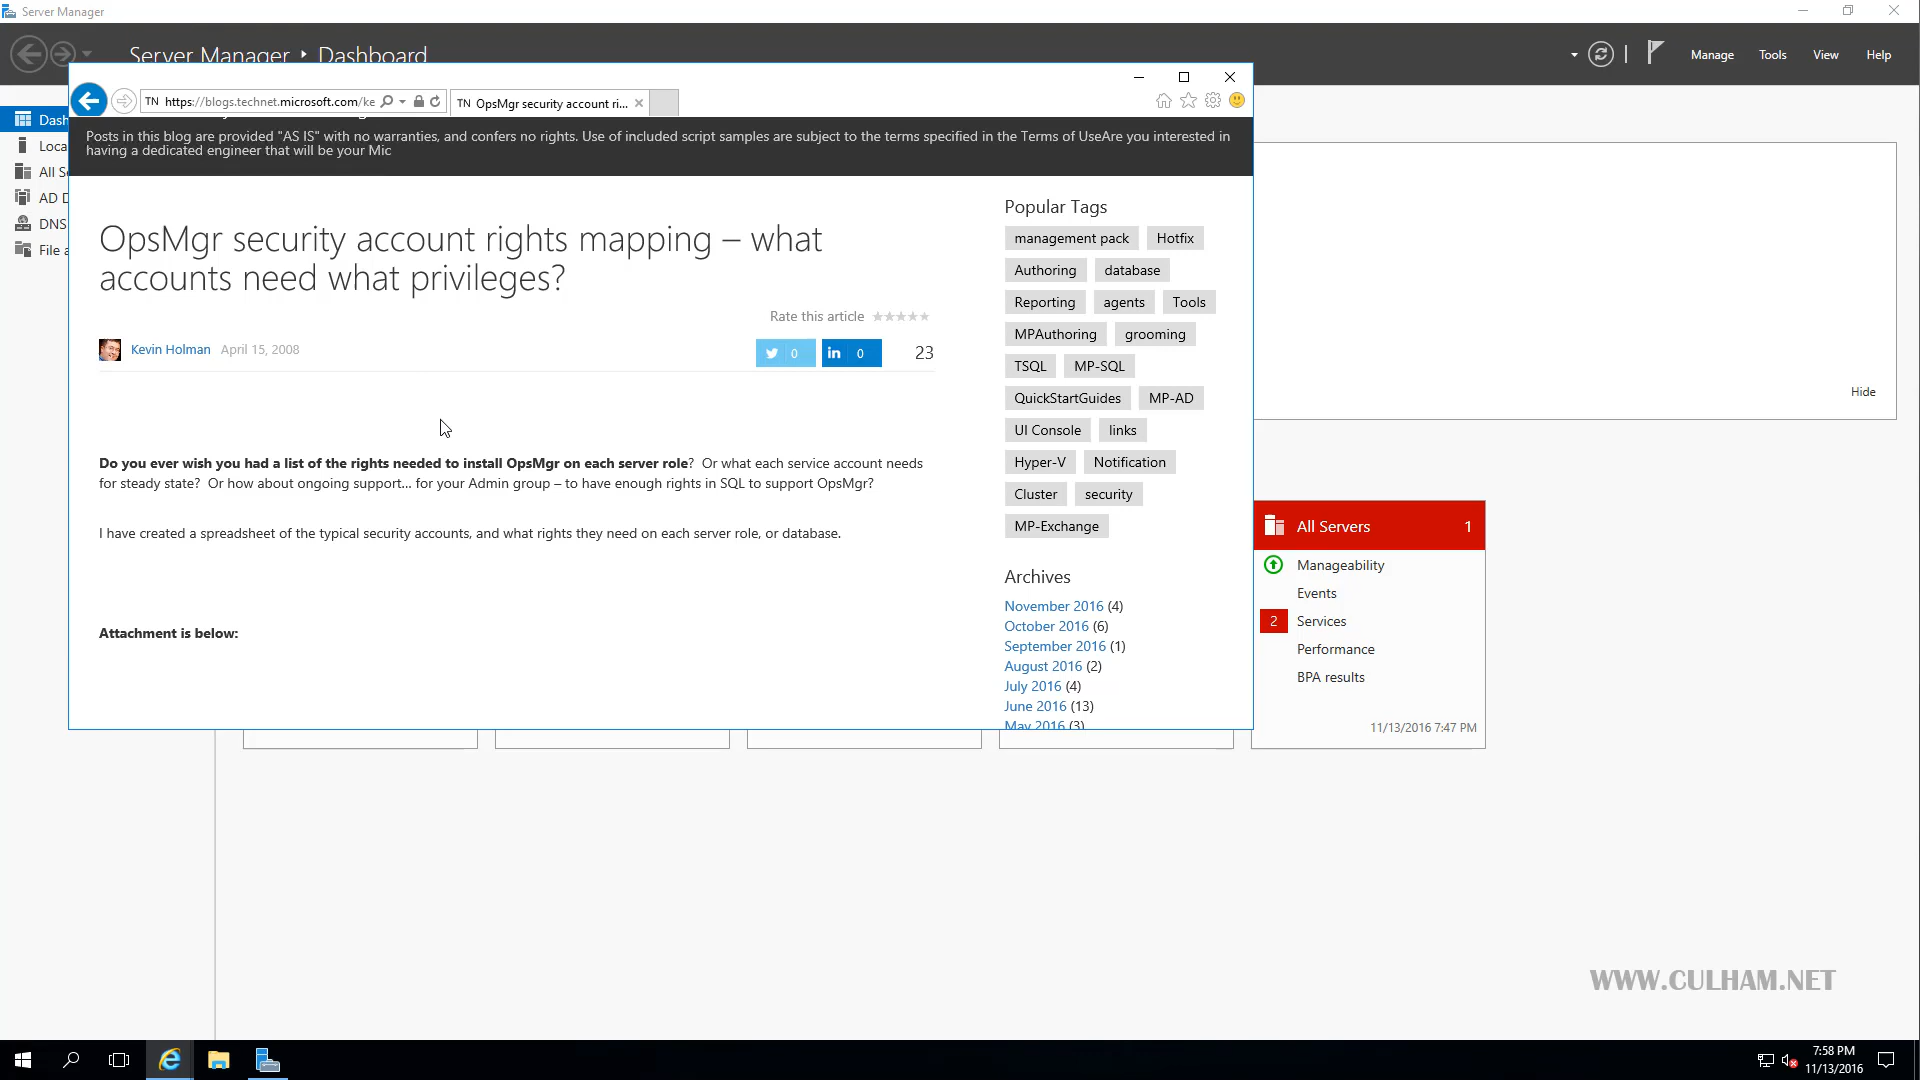 Server Manager
Server Manager ‣ Dashboard
Manage
Tools
View
Help
TN https://blogs.technet.microsoft.com/ke
TN OpsMgr security account ri...
Dash
Loca
All S
AD D
DNS
File a
Posts in this blog are provided "AS IS" with no warranties, and confers no rights. Use of included script samples are subject to the terms specified in the Terms of UseAre you interested in
having a dedicated engineer that will be your Mic
OpsMgr security account rights mapping – what
accounts need what privileges?
Rate this article
Kevin Holman April 15, 2008
0
in 0
23
Do you ever wish you had a list of the rights needed to install OpsMgr on each server role? Or what each service account needs
for steady state? Or how about ongoing support... for your Admin group – to have enough rights in SQL to support OpsMgr?
I have created a spreadsheet of the typical security accounts, and what rights they need on each server role, or database.
Attachment is below:
Popular Tags
management pack Hotfix
Authoring database
Reporting agents Tools
MPAuthoring grooming
TSQL MP-SQL
QuickStartGuides MP-AD
UI Console links
Hyper-V Notification
Cluster security
MP-Exchange
Archives
November 2016 (4)
October 2016 (6)
September 2016 (1)
August 2016 (2)
July 2016 (4)
June 2016 (13)
May 2016 (3)
Hide
All Servers 1
Manageability
Events
2 Services
Performance
BPA results
11/13/2016 7:47 PM
WWW.CULHAM.NET
7:58 PM
11/13/2016